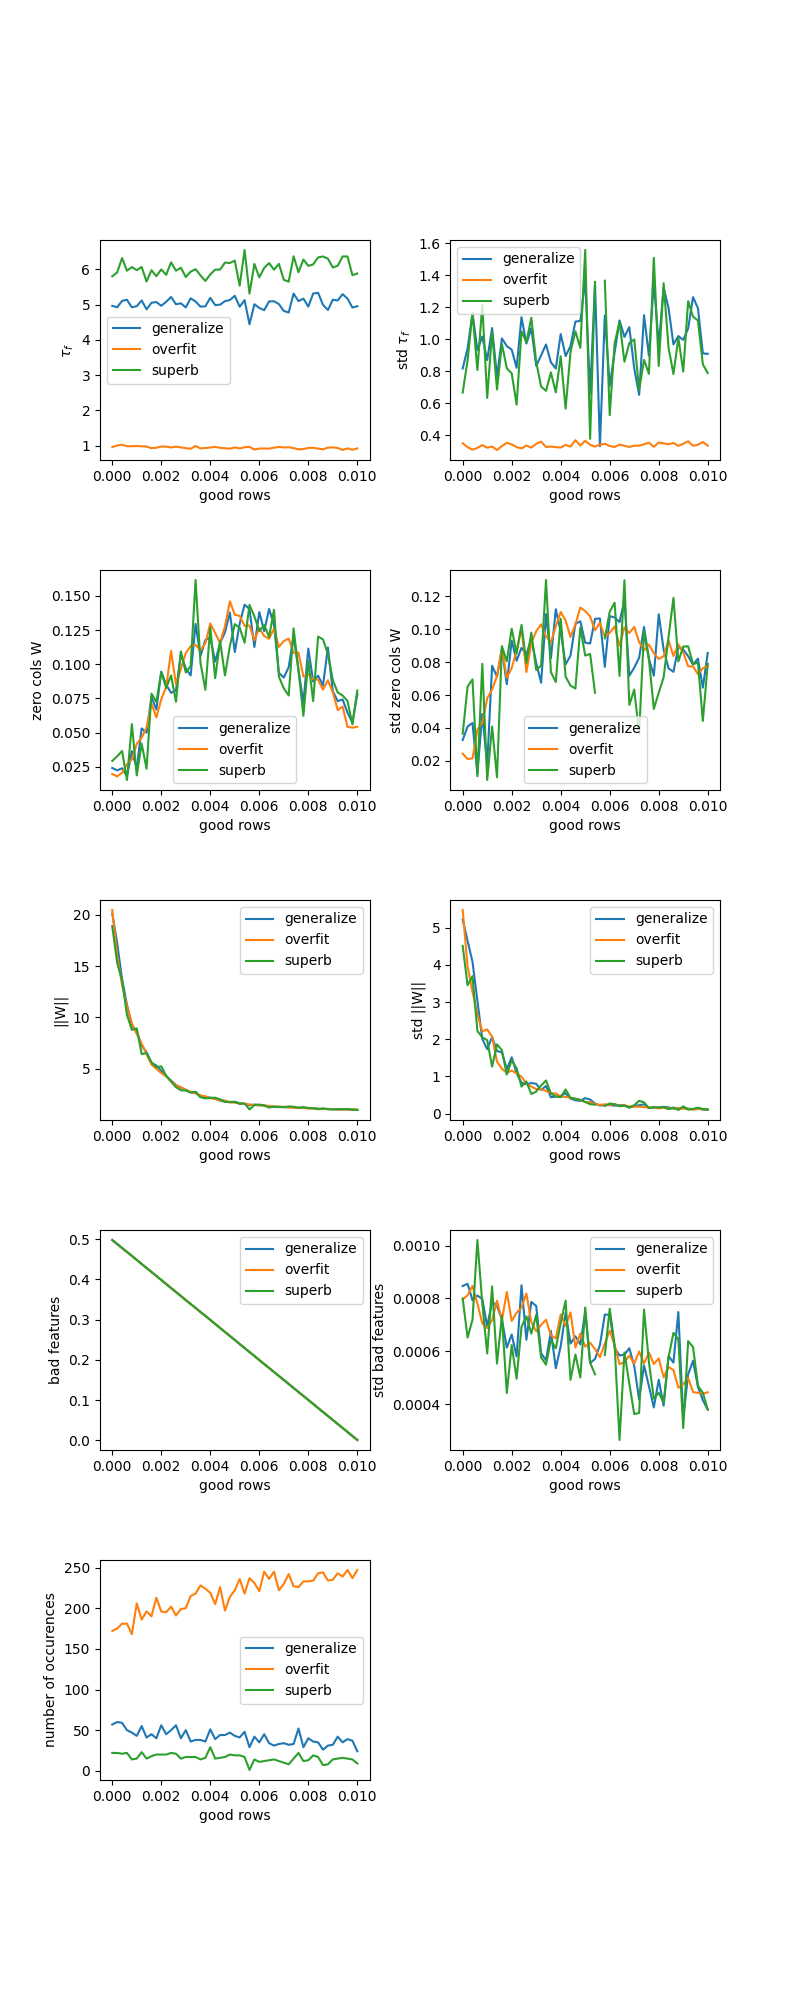 6
5
4
3
2
1
τf
generalize
overfit
superb
0.000 0.002 0.004 0.006 0.008 0.010
good rows
1.6
1.4
1.2
1.0
0.8
0.6
0.4
std τf
generalize
overfit
superb
0.000 0.002 0.004 0.006 0.008 0.010
good rows
0.150
0.125
0.100
0.075
0.050
0.025
zero cols W
generalize
overfit
superb
0.000 0.002 0.004 0.006 0.008 0.010
good rows
0.12
0.10
0.08
0.06
0.04
0.02
std zero cols W
generalize
overfit
superb
0.000 0.002 0.004 0.006 0.008 0.010
good rows
20
15
10
5
||W||
generalize
overfit
superb
0.000 0.002 0.004 0.006 0.008 0.010
good rows
5
4
3
2
1
0
std ||W||
generalize
overfit
superb
0.000 0.002 0.004 0.006 0.008 0.010
good rows
0.5
0.4
0.3
0.2
0.1
0.0
bad features
generalize
overfit
superb
0.000 0.002 0.004 0.006 0.008 0.010
good rows
0.0010
0.0008
0.0006
0.0004
std bad features
generalize
overfit
superb
0.000 0.002 0.004 0.006 0.008 0.010
good rows
250
200
150
100
50
0
number of occurences
generalize
overfit
superb
0.000 0.002 0.004 0.006 0.008 0.010
good rows